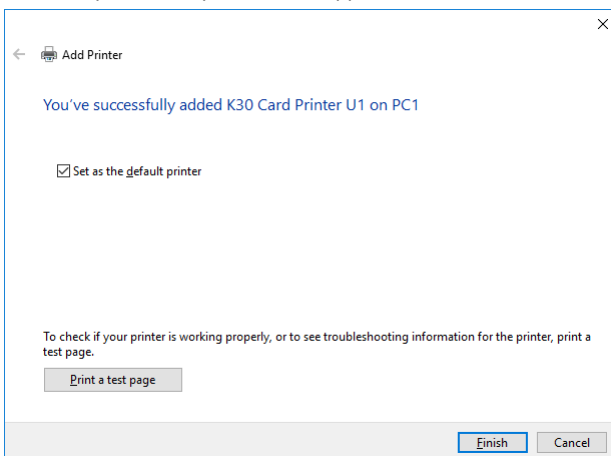 Add Printer
You've successfully added K30 Card Printer U1 on PC1
Set as the default printer
To check if your printer is working properly, or to see troubleshooting information for the printer, print a
test page.
Print a test page
Finish Cancel